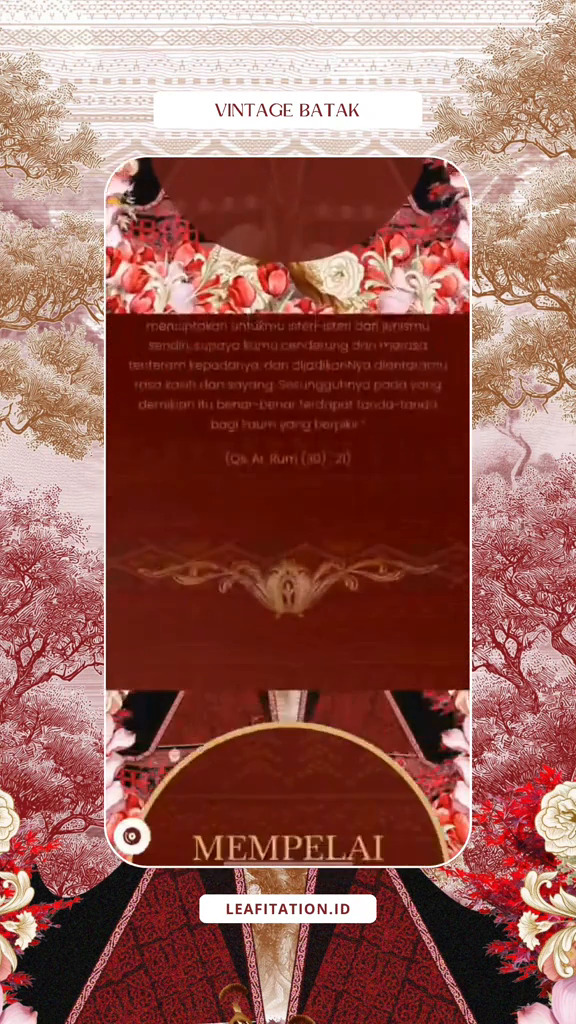 VINTAGE BATAK
menciptakan untukmu isteri-isteri dari jenismu
sendiri, supaya kamu cenderung dan merasa
tenteram kepadanya, dan dijadikanNya diantaramu
rasa kasih dan sayang. Sesungguhnya pada yang
demikian itu benar-benar terdapat tanda-tanda
bagi kaum yang berpikir."
(Qs. Ar. Rum (30) : 21)
MEMPELAI
LEAFITATION.ID